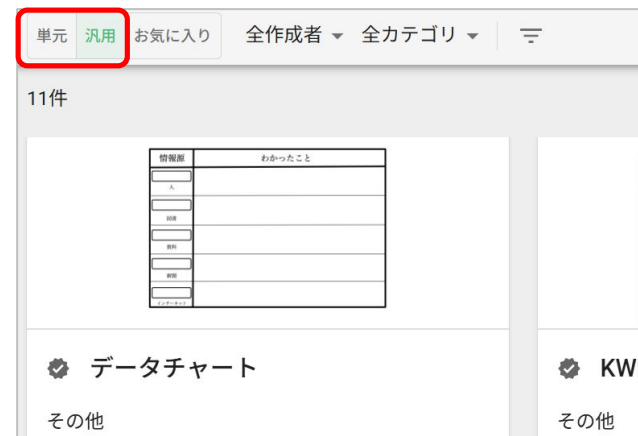 単元 汎用 お気に入り 全作成者 全カテゴリ
11件
情報源 わかったこと
人
図書
資料
新聞
インターネット
データチャート
KW
その他
その他